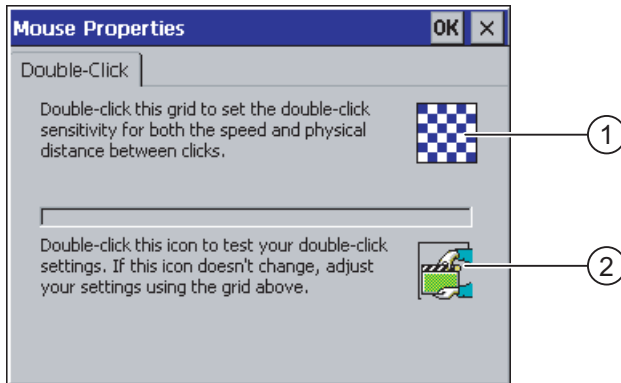 Mouse Properties OK ×
Double-Click
Double-click this grid to set the double-click
sensitivity for both the speed and physical
distance between clicks.
1
Double-click this icon to test your double-click
settings. If this icon doesn't change, adjust
your settings using the grid above.
2